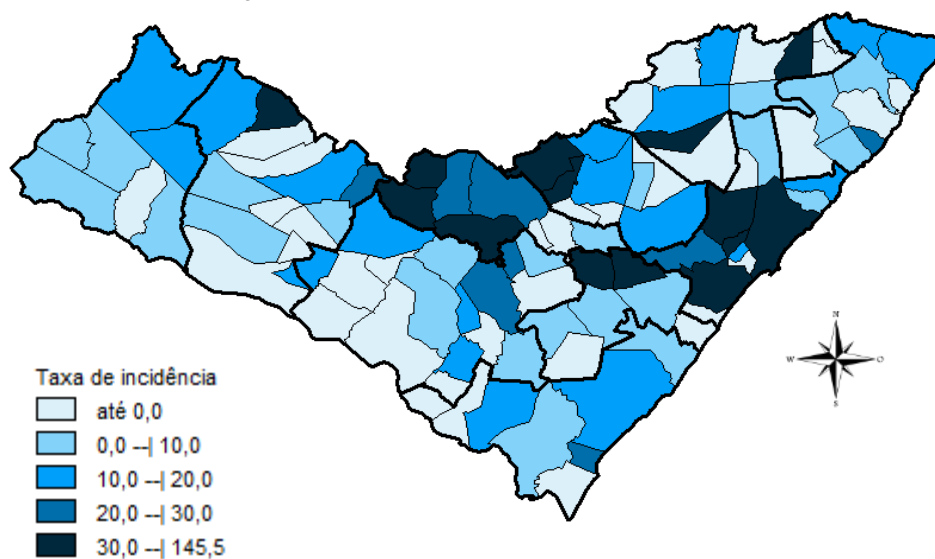 N
W
O
S
Taxa de incidência
até 0,0
0,0 --| 10,0
10,0 --| 20,0
20,0 --| 30,0
30,0 --| 145,5